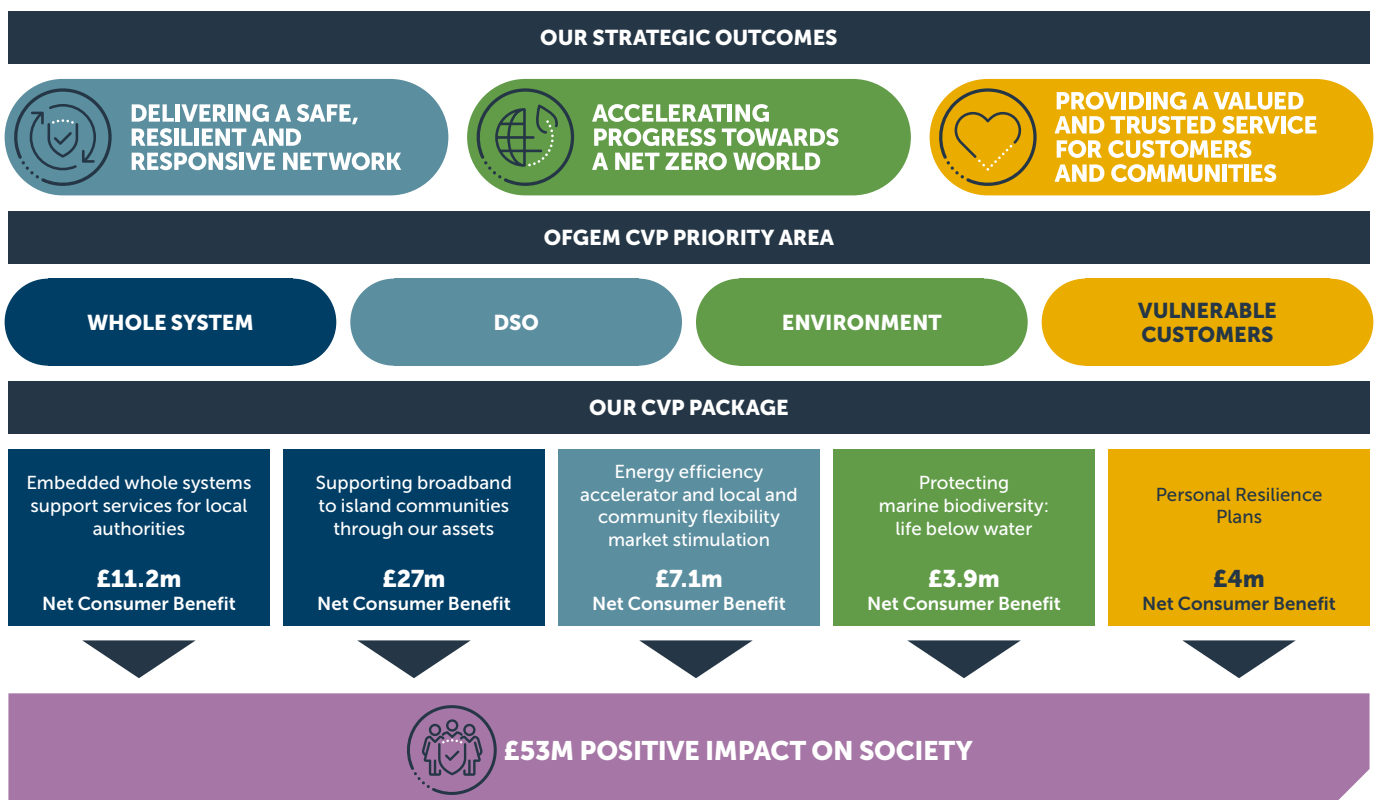 OUR STRATEGIC OUTCOMES
DELIVERING A SAFE,
RESILIENT AND
RESPONSIVE NETWORK
ACCELERATING
PROGRESS TOWARDS
A NET ZERO WORLD
PROVIDING A VALUED
AND TRUSTED SERVICE
FOR CUSTOMERS
AND COMMUNITIES
OFGEM CVP PRIORITY AREA
WHOLE SYSTEM
DSO
ENVIRONMENT
VULNERABLE
CUSTOMERS
OUR CVP PACKAGE
Embedded whole systems
support services for local
authorities
£11.2m
Net Consumer Benefit
Supporting broadband
to island communities
through our assets
£27m
Net Consumer Benefit
Energy efficiency
accelerator and local and
community flexibility
market stimulation
£7.1m
Net Consumer Benefit
Protecting
marine biodiversity:
life below water
£3.9m
Net Consumer Benefit
Personal Resilience
Plans
£4m
Net Consumer Benefit
£53M POSITIVE IMPACT ON SOCIETY